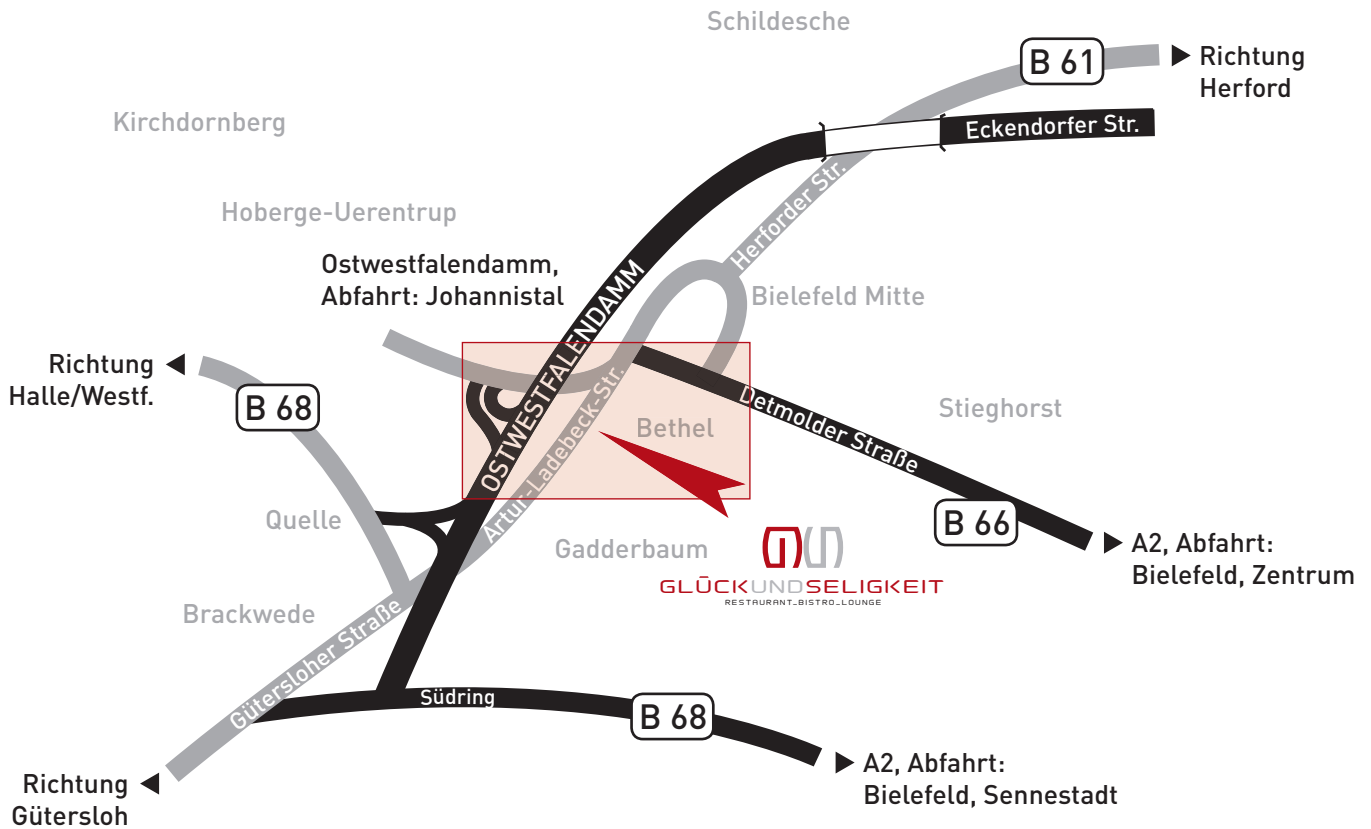 Schildesche
B 61
Richtung
Herford
Kirchdornberg
Eckendorfer Str.
Herforder Str.
Hoberge-Uerentrup
Ostwestfalendamm,
Abfahrt: Johannistal
OSTWESTFALENDAMM
Bielefeld Mitte
Richtung
Halle/Westf.
B 68
Artur-Ladebeck-Str.
Bethel
Detmolder Straße
Stieghorst
Quelle
Gadderbaum
B 66
A2, Abfahrt:
Bielefeld, Zentrum
GLÜCKUNDSELIGKEIT
RESTAURANT_BISTRO_LOUNGE
Brackwede
Gütersloher Straße
Südring
B 68
A2, Abfahrt:
Bielefeld, Sennestadt
Richtung
Gütersloh